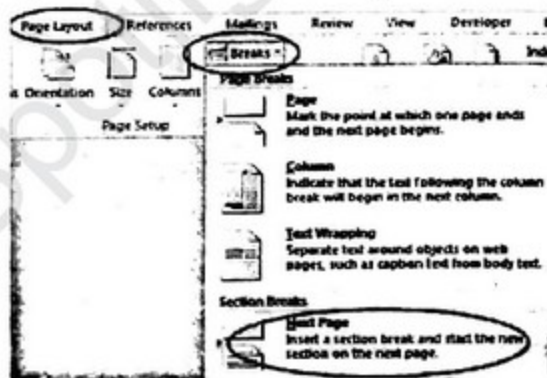 Page Layout References Mailings Review View Developer
Breaks
Orientation Size Columns
Page Setup
Page Breaks
Page
Mark the point at which one page ends
and the next page begins.
Column
Indicate that the text following the column
break will begin in the next column.
Text Wrapping
Separate text around objects on web
pages, such as caption text from body text.
Section Breaks
Next Page
Insert a section break and start the new
section on the next page.